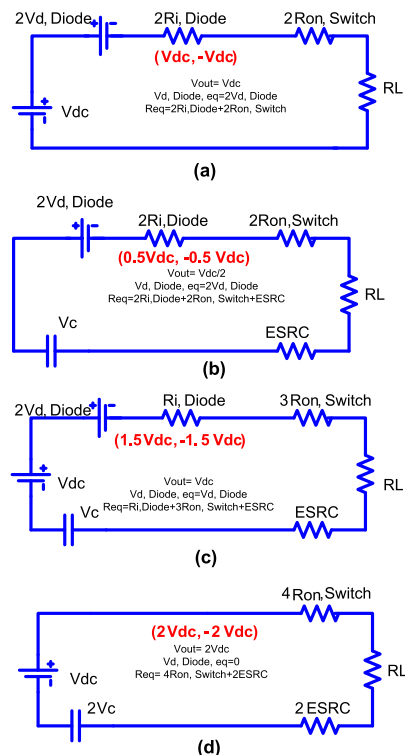 2Vd, Diode 2Ri, Diode 2Ron, Switch
(Vdc, -Vdc)
Vout= Vdc
Vd, Diode, eq=2Vd, Diode
Req=2Ri,Diode+2Ron, Switch
Vdc
RL
(a)
2Vd, Diode
2Ri,Diode 2Ron,Switch
(0.5Vdc, -0.5 Vdc)
Vout= Vdc/2
Vd, Diode, eq=2Vd, Diode
Req=2Ri,Diode+2Ron, Switch+ESRC
RL
Vc
ESRC
(b)
2Vd, Diode Ri, Diode 3Ron, Switch
(1.5Vdc, -1.5Vdc)
Vout= Vdc
Vd, Diode, eq=Vd, Diode
Req=Ri,Diode+3Ron, Switch+ESRC
Vdc
RL
Vc
ESRC
(c)
4Ron, Switch
(2Vdc, -2 Vdc)
Vout= 2Vdc
Vd, Diode, eq=0
Req= 4Ron, Switch+2ESRC
Vdc
RL
2Vc
2ESRC
(d)